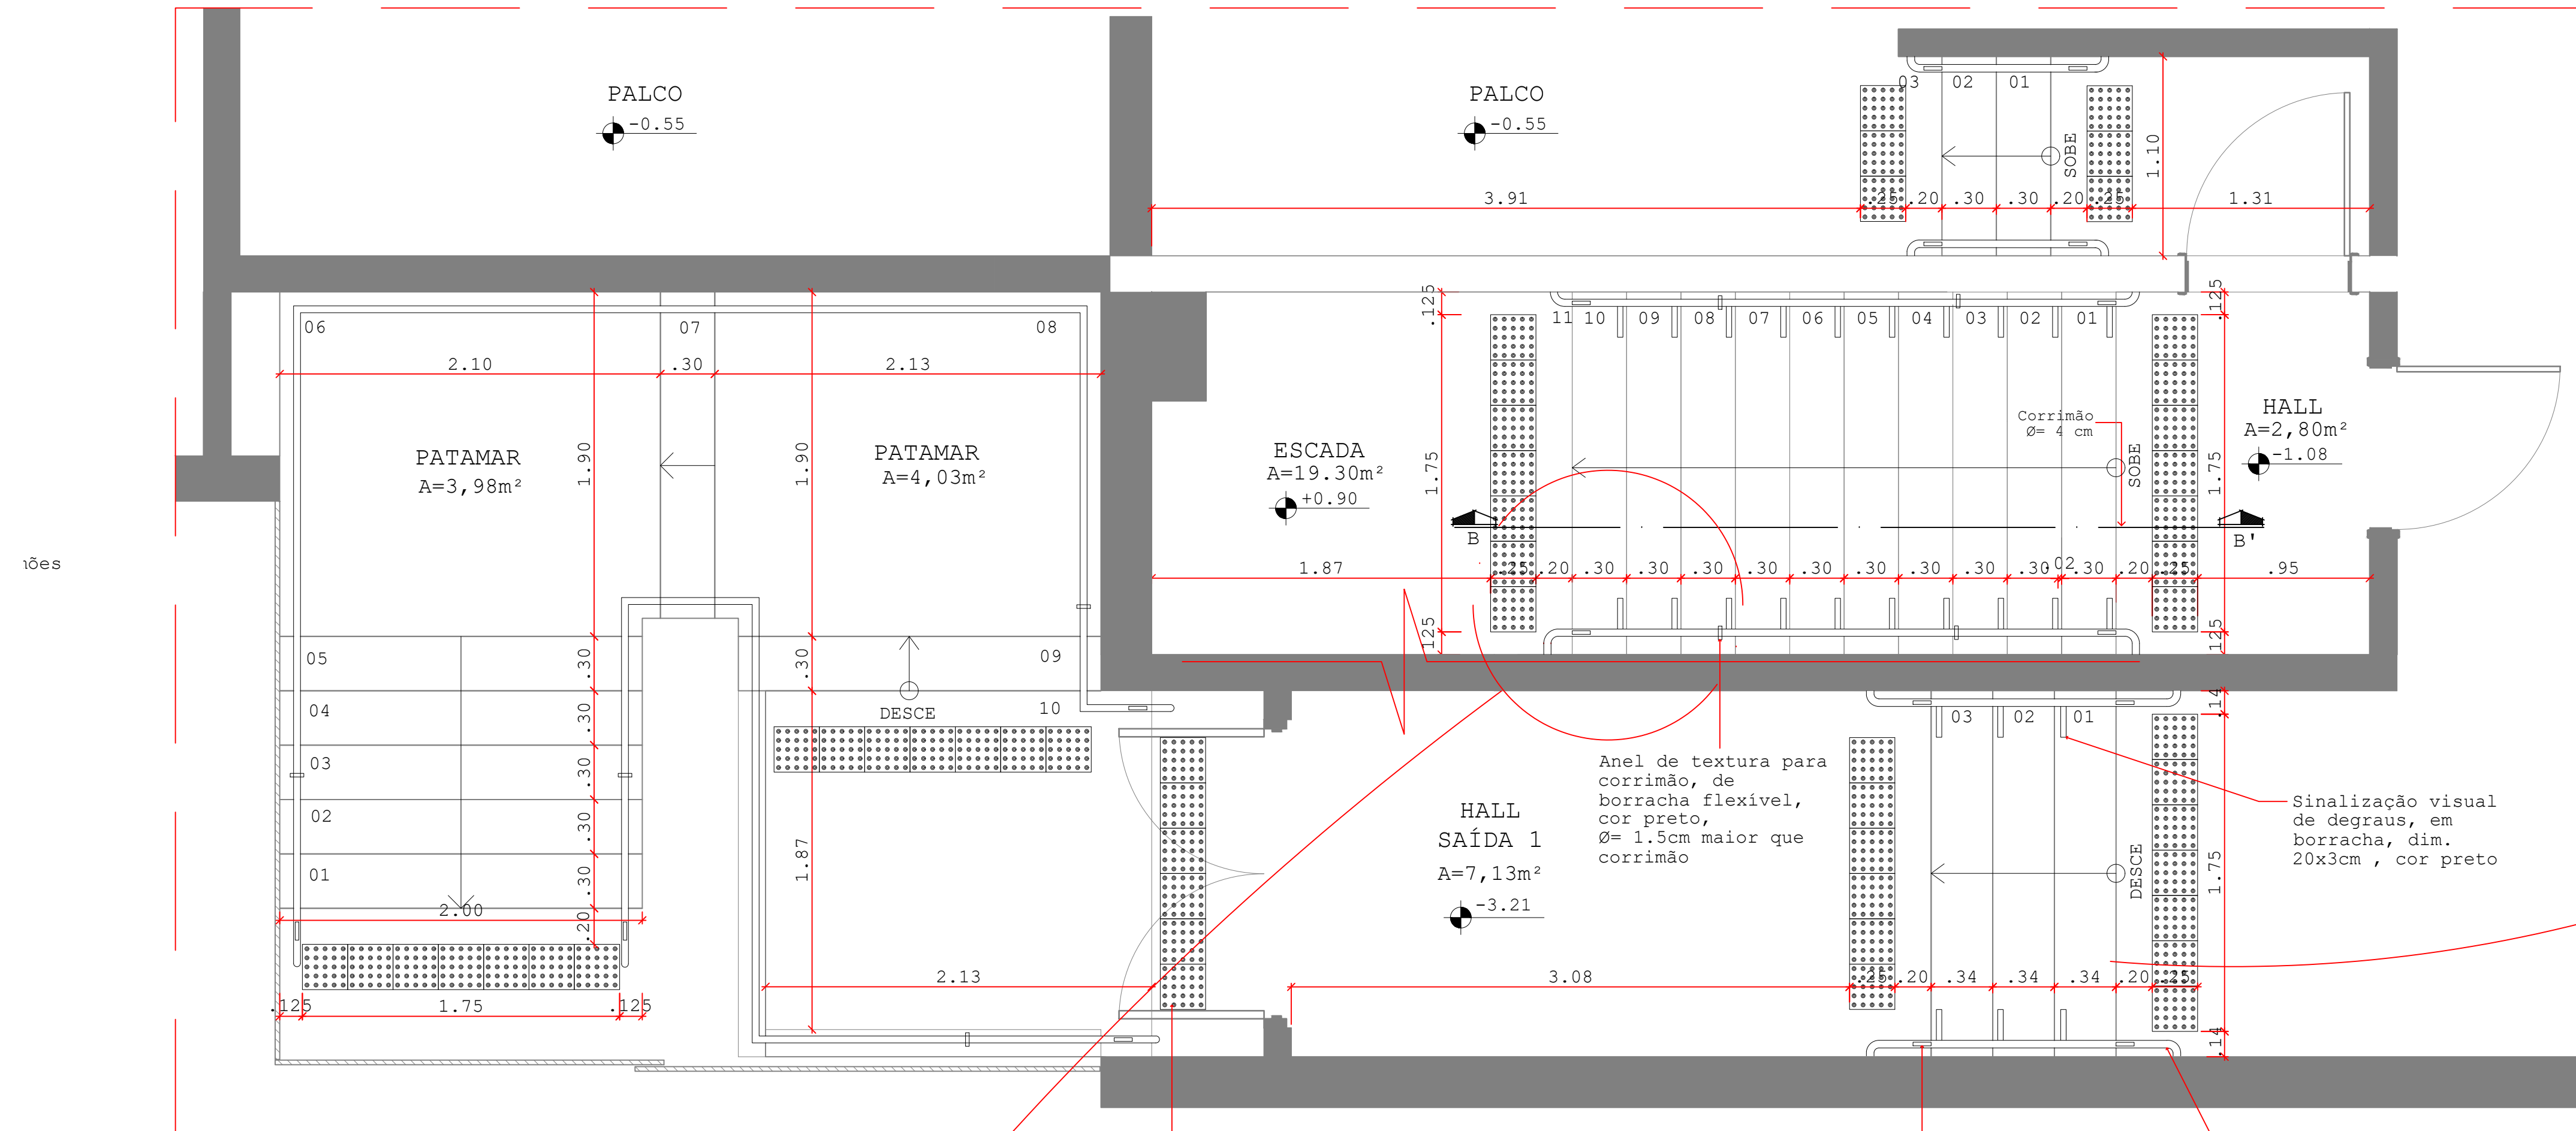 PALCO
-0.55
PALCO
-0.55
03 02 01
SOBE
1.10
3.91 .25 .20 .30 .30 .20 .25 1.31
06 07 08
2.10 .30 2.13
1.90
1.90
PATAMAR
A=3,98m²
PATAMAR
A=4,03m²
.125
1.75
.125
11 10 09 08 07 06 05 04 03 02 01
ESCADA
A=19.30m²
+0.90
Corrimão
Ø= 4 cm
SOBE
.125
1.75
.125
HALL
A=2,80m²
-1.08
B
B'
1.87 .25 .20 .30 .30 .30 .30 .30 .30 .30 .30 .30 .02 .30 .20 .25 .95
ões
05
04
03
02
01
.30
.30
.30
.30
.30
.20
2.00
.125 1.75 .125
.30
09
10
DESCE
1.87
2.13
HALL
SAÍDA 1
A=7,13m²
-3.21
Anel de textura para
corrimão, de
borracha flexível,
cor preto,
Ø= 1.5cm maior que
corrimão
03 02 01
DESCE
.14
1.75
.14
3.08 .25 .20 .34 .34 .34 .20 .25
Sinalização visual
de degraus, em
borracha, dim.
20x3cm , cor preto